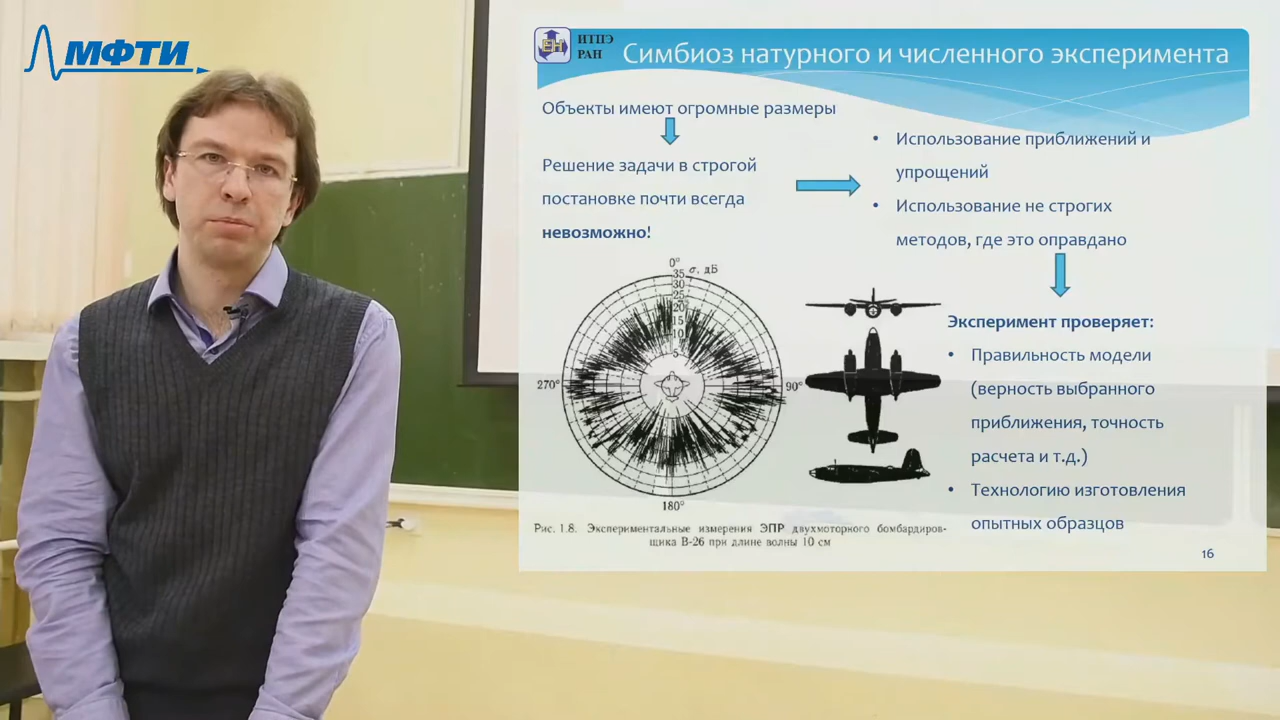 МФТИ
ИТПЭ
РАН
Симбиоз натурного и численного эксперимента
Объекты имеют огромные размеры
Решение задачи в строгой
постановке почти всегда
невозможно!
• Использование приближений и
упрощений
• Использование не строгих
методов, где это оправдано
Эксперимент проверяет:
• Правильность модели
(верность выбранного
приближения, точность
расчета и т.д.)
• Технологию изготовления
опытных образцов
0°
σ, дБ
35
30
25
20
15
10
5
270°
90°
180°
Рис. 1.8. Экспериментальные измерения ЭПР двухмоторного бомбардиров-
щика В-26 при длине волны 10 см
16